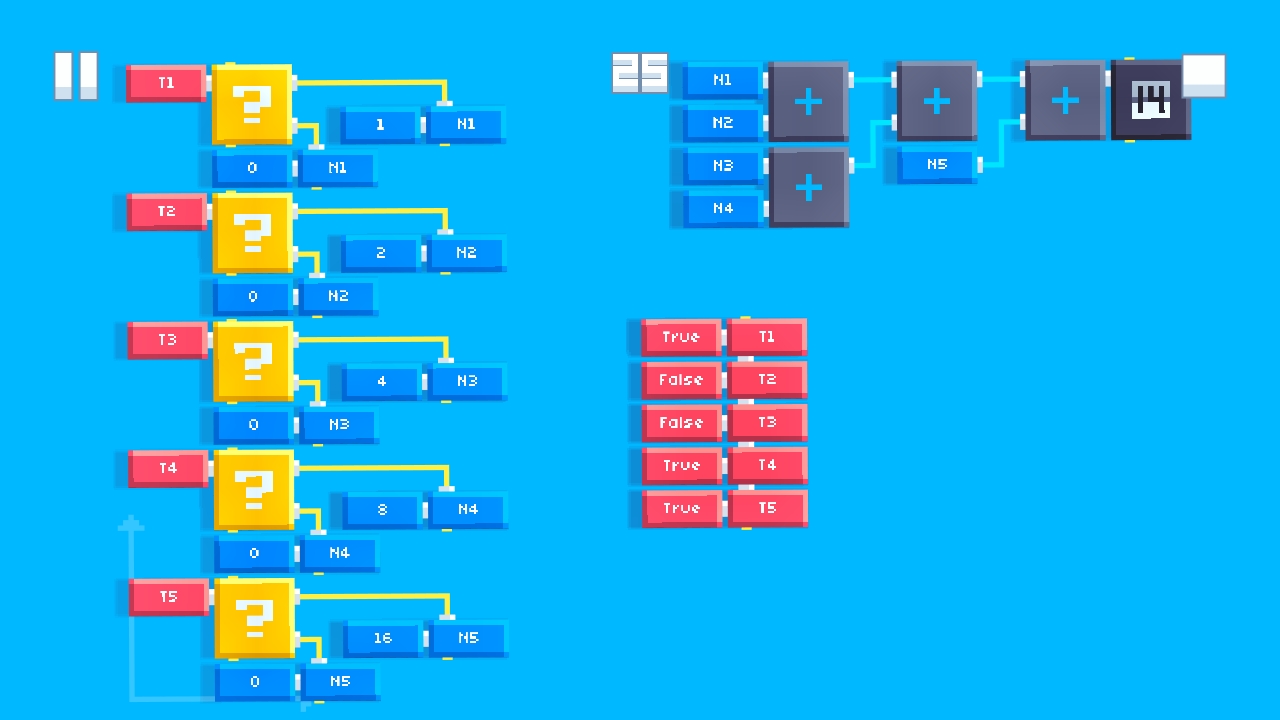 T1
?
1 N1
0 N1
T2
?
2 N2
0 N2
T3
?
4 N3
0 N3
T4
?
8 N4
0 N4
T5
?
16 N5
0 N5
N1
N2
+ + +
N3
N4
+
N5
True T1
False T2
False T3
True T4
True T5